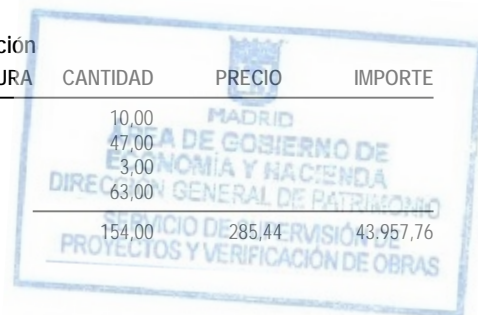 ción
URA CANTIDAD PRECIO IMPORTE
10,00
47,00
3,00
63,00
154,00 285,44 43.957,76
MADRID
ÁREA DE GOBIERNO DE
ECONOMÍA Y HACIENDA
DIRECCIÓN GENERAL DE PATRIMONIO
SERVICIO DE SUPERVISIÓN DE
PROYECTOS Y VERIFICACIÓN DE OBRAS